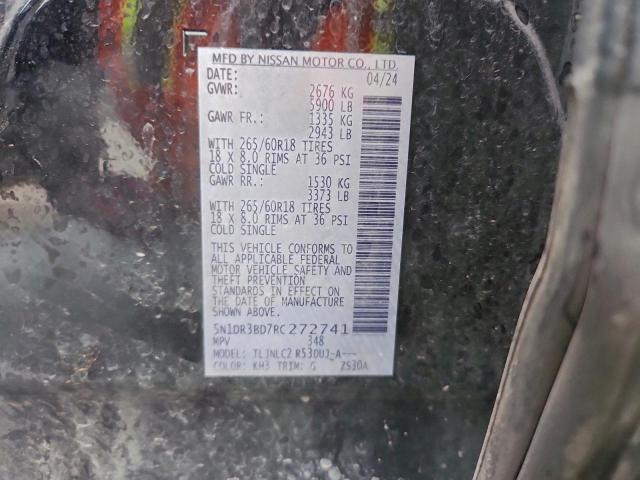 MFD BY NISSAN MOTOR CO., LTD.
DATE: 04/24
GVWR: 2676 KG
5900 LB
GAWR FR.: 1335 KG
2943 LB
WITH 265/60R18 TIRES
18 X 8.0 RIMS AT 36 PSI
COLD SINGLE
GAWR RR.: 1530 KG
3373 LB
WITH 265/60R18 TIRES
18 X 8.0 RIMS AT 36 PSI
COLD SINGLE
THIS VEHICLE CONFORMS TO
ALL APPLICABLE FEDERAL
MOTOR VEHICLE SAFETY AND
THEFT PREVENTION
STANDARDS IN EFFECT ON
THE DATE OF MANUFACTURE
SHOWN ABOVE.
5N1DR3BD7RC272741
MPV 348
MODEL: TLJNLC2 R53DUJ-A---
COLOR: KH3 TRIM: G 2S30A